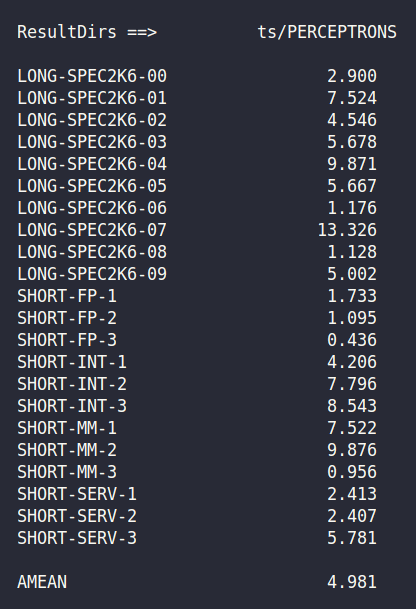 ResultDirs ==>          ts/PERCEPTRONS
LONG-SPEC2K6-00                2.900
LONG-SPEC2K6-01                7.524
LONG-SPEC2K6-02                4.546
LONG-SPEC2K6-03                5.678
LONG-SPEC2K6-04                9.871
LONG-SPEC2K6-05                5.667
LONG-SPEC2K6-06                1.176
LONG-SPEC2K6-07               13.326
LONG-SPEC2K6-08                1.128
LONG-SPEC2K6-09                5.002
SHORT-FP-1                     1.733
SHORT-FP-2                     1.095
SHORT-FP-3                     0.436
SHORT-INT-1                    4.206
SHORT-INT-2                    7.796
SHORT-INT-3                    8.543
SHORT-MM-1                     7.522
SHORT-MM-2                     9.876
SHORT-MM-3                     0.956
SHORT-SERV-1                   2.413
SHORT-SERV-2                   2.407
SHORT-SERV-3                   5.781
AMEAN                          4.981